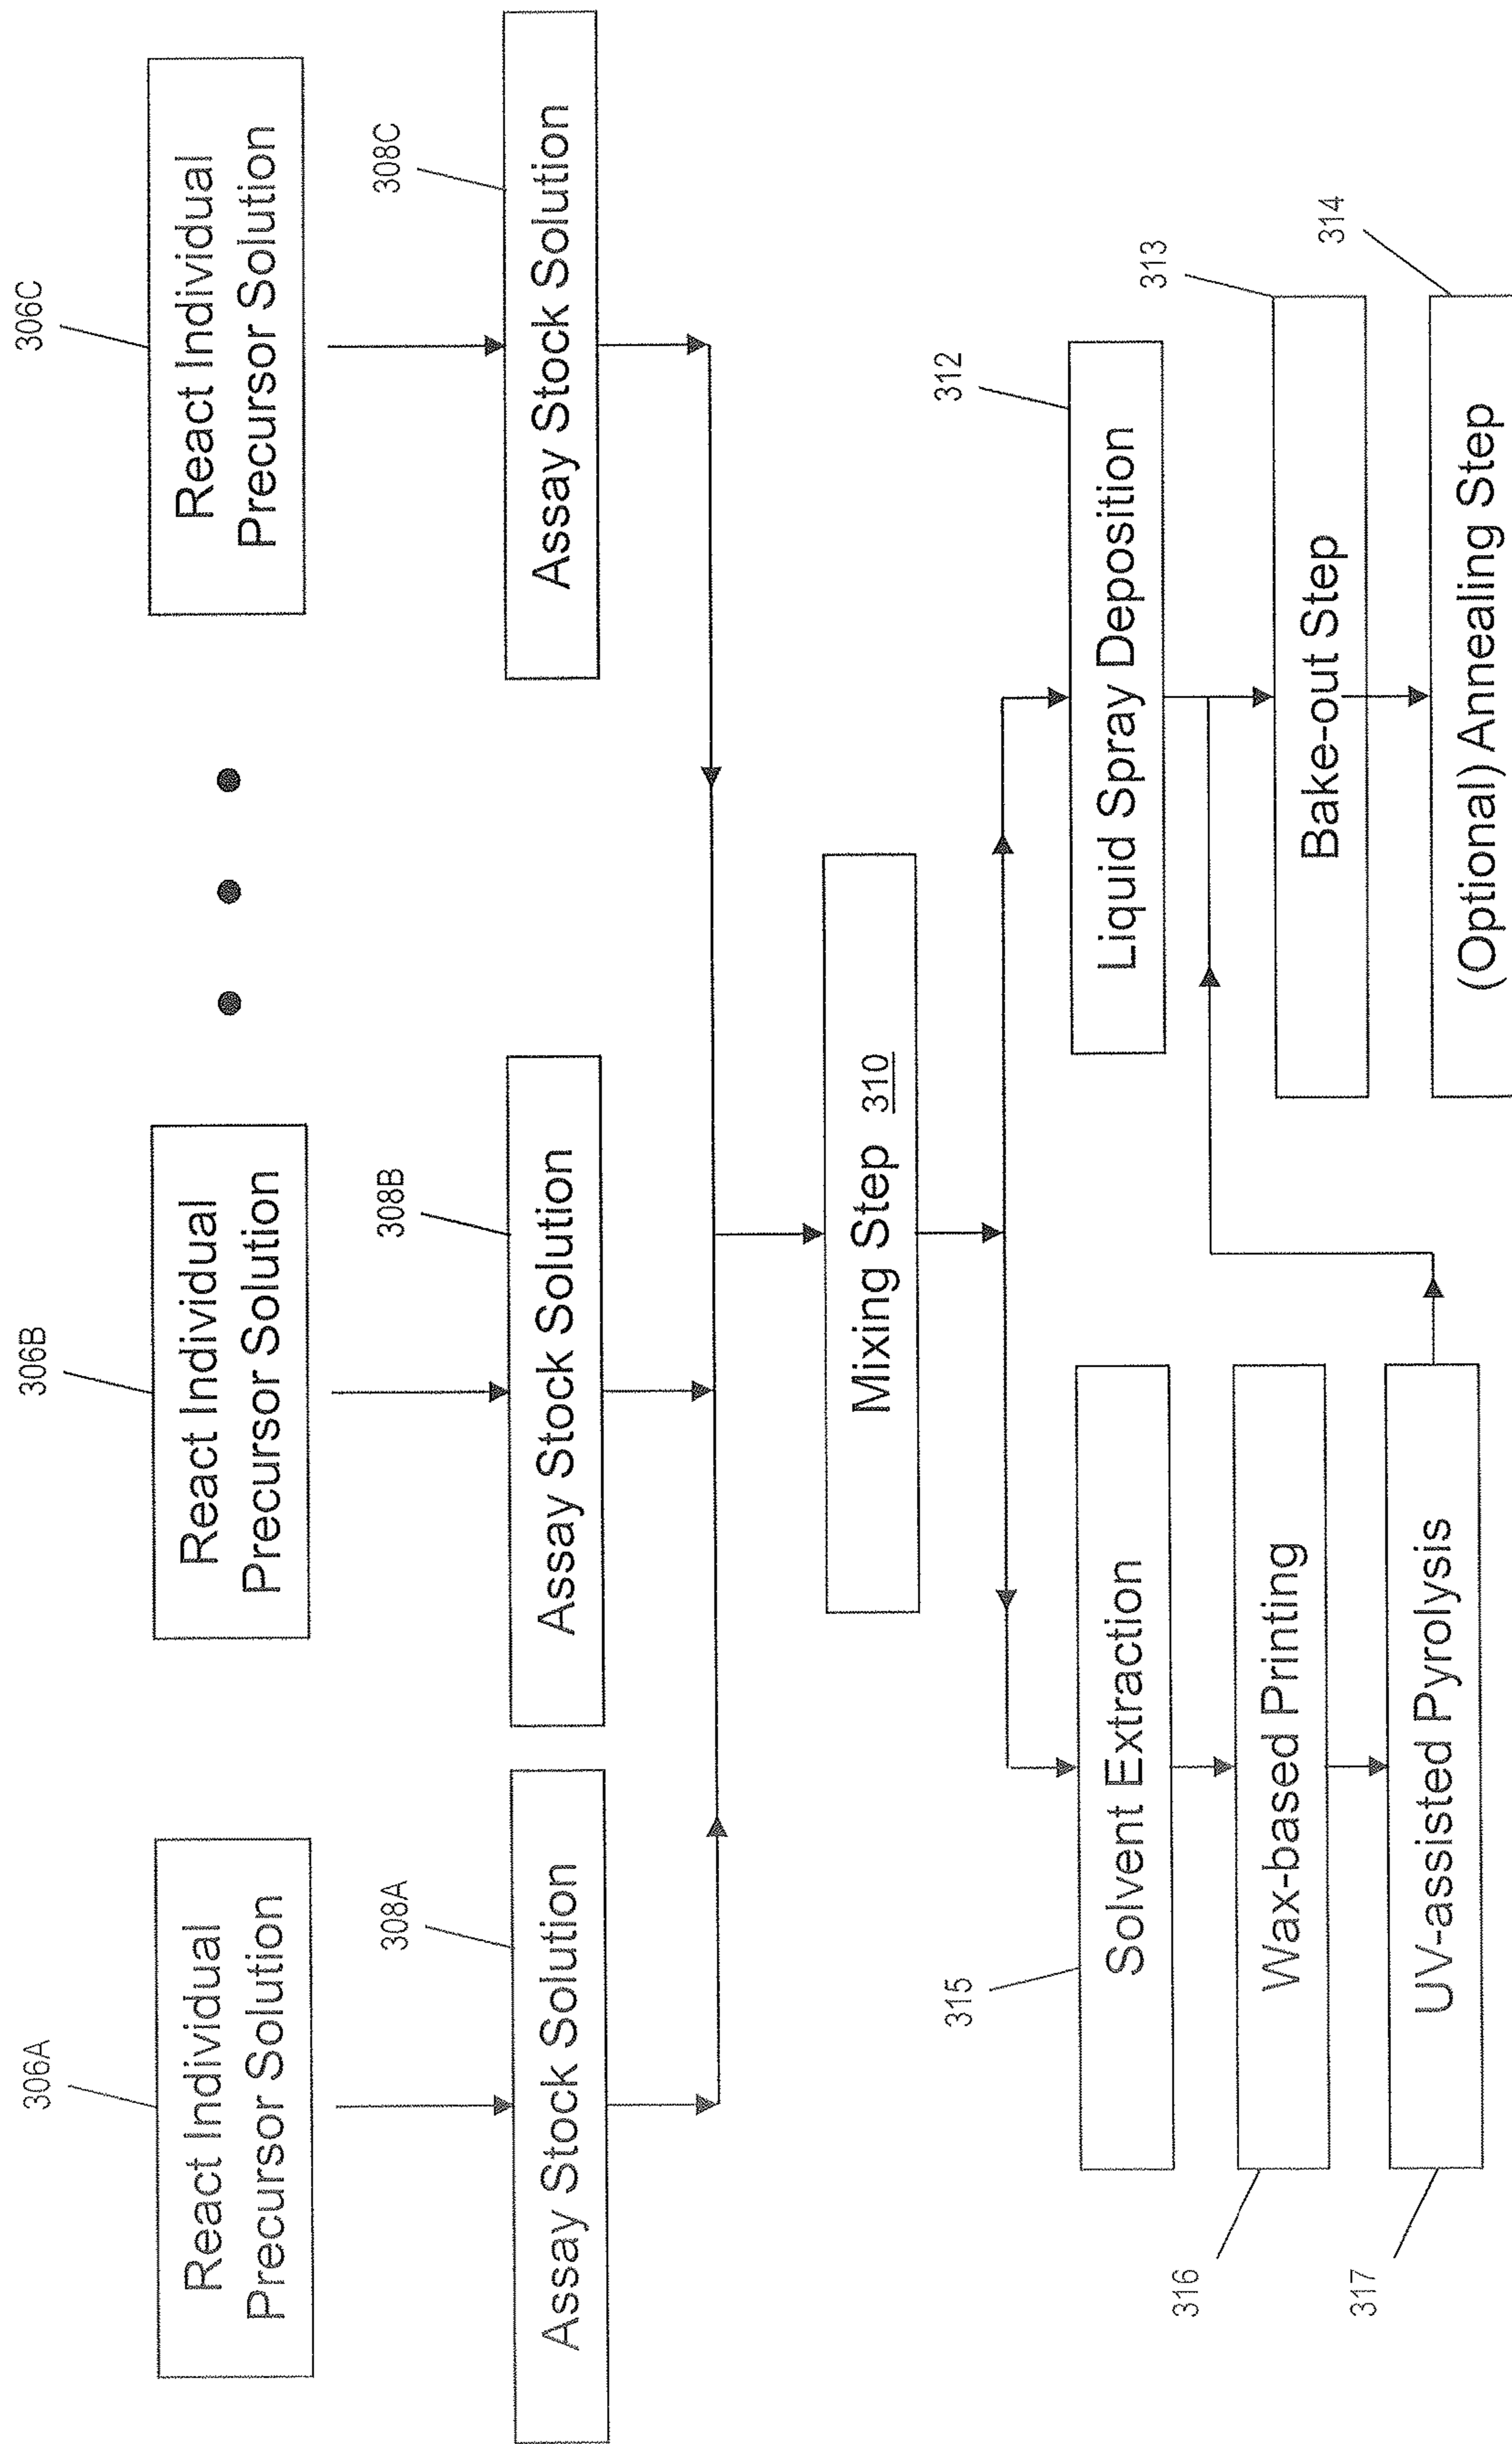 306A
React Individual
Precursor Solution
306B
React Individual
Precursor Solution
306C
React Individual
Precursor Solution
308A
Assay Stock Solution
308B
Assay Stock Solution
308C
Assay Stock Solution
Mixing Step 310
315
Solvent Extraction
312
Liquid Spray Deposition
316
Wax-based Printing
313
Bake-out Step
317
UV-assisted Pyrolysis
314
(Optional) Annealing Step